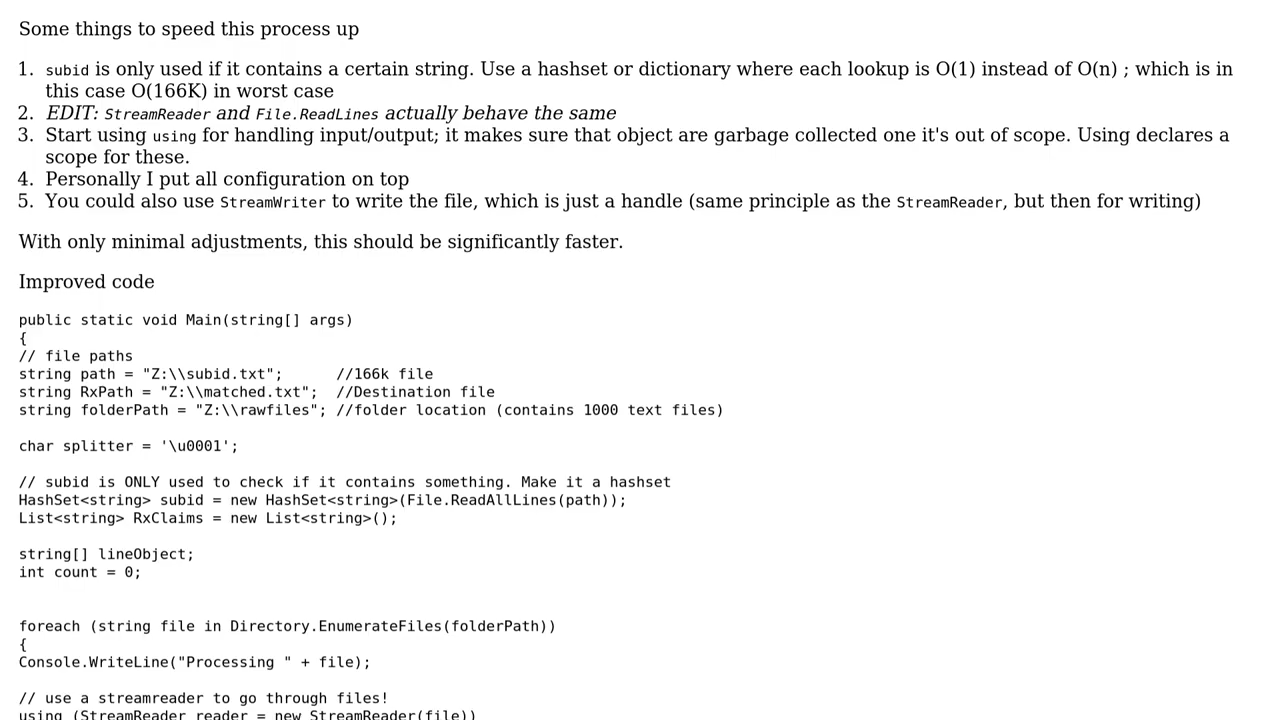 Some things to speed this process up
1. subid is only used if it contains a certain string. Use a hashset or dictionary where each lookup is O(1) instead of O(n) ; which is in
this case O(166K) in worst case
2. EDIT: StreamReader and File.ReadLines actually behave the same
3. Start using using for handling input/output; it makes sure that object are garbage collected one it's out of scope. Using declares a
scope for these.
4. Personally I put all configuration on top
5. You could also use StreamWriter to write the file, which is just a handle (same principle as the StreamReader, but then for writing)
With only minimal adjustments, this should be significantly faster.
Improved code
public static void Main(string[] args)
{
// file paths
string path = "Z:\\subid.txt";      //166k file
string RxPath = "Z:\\matched.txt";  //Destination file
string folderPath = "Z:\\rawfiles"; //folder location (contains 1000 text files)
char splitter = '\u0001';
// subid is ONLY used to check if it contains something. Make it a hashset
HashSet<string> subid = new HashSet<string>(File.ReadAllLines(path));
List<string> RxClaims = new List<string>();
string[] lineObject;
int count = 0;
foreach (string file in Directory.EnumerateFiles(folderPath))
{
Console.WriteLine("Processing " + file);
// use a streamreader to go through files!
using (StreamReader reader = new StreamReader(file))